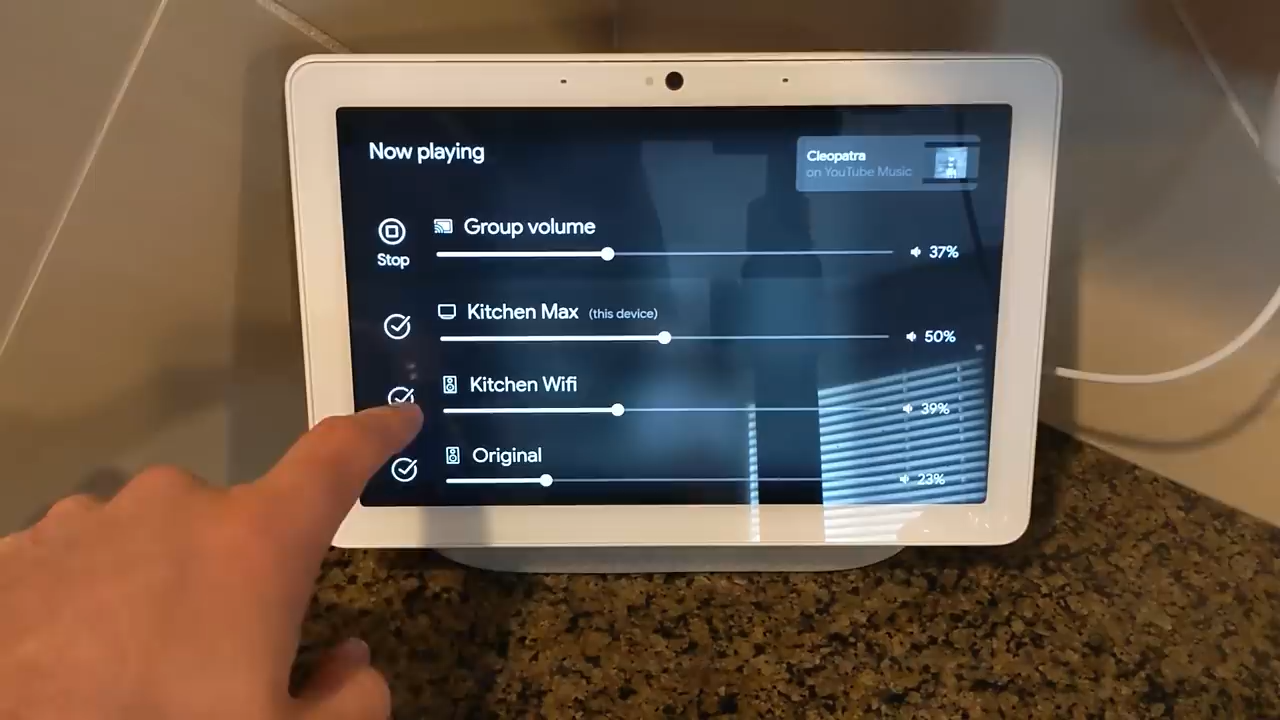 Now playing
Cleopatra
on YouTube Music
Group volume
Stop
37%
Kitchen Max (this device)
50%
Kitchen Wifi
39%
Original
23%